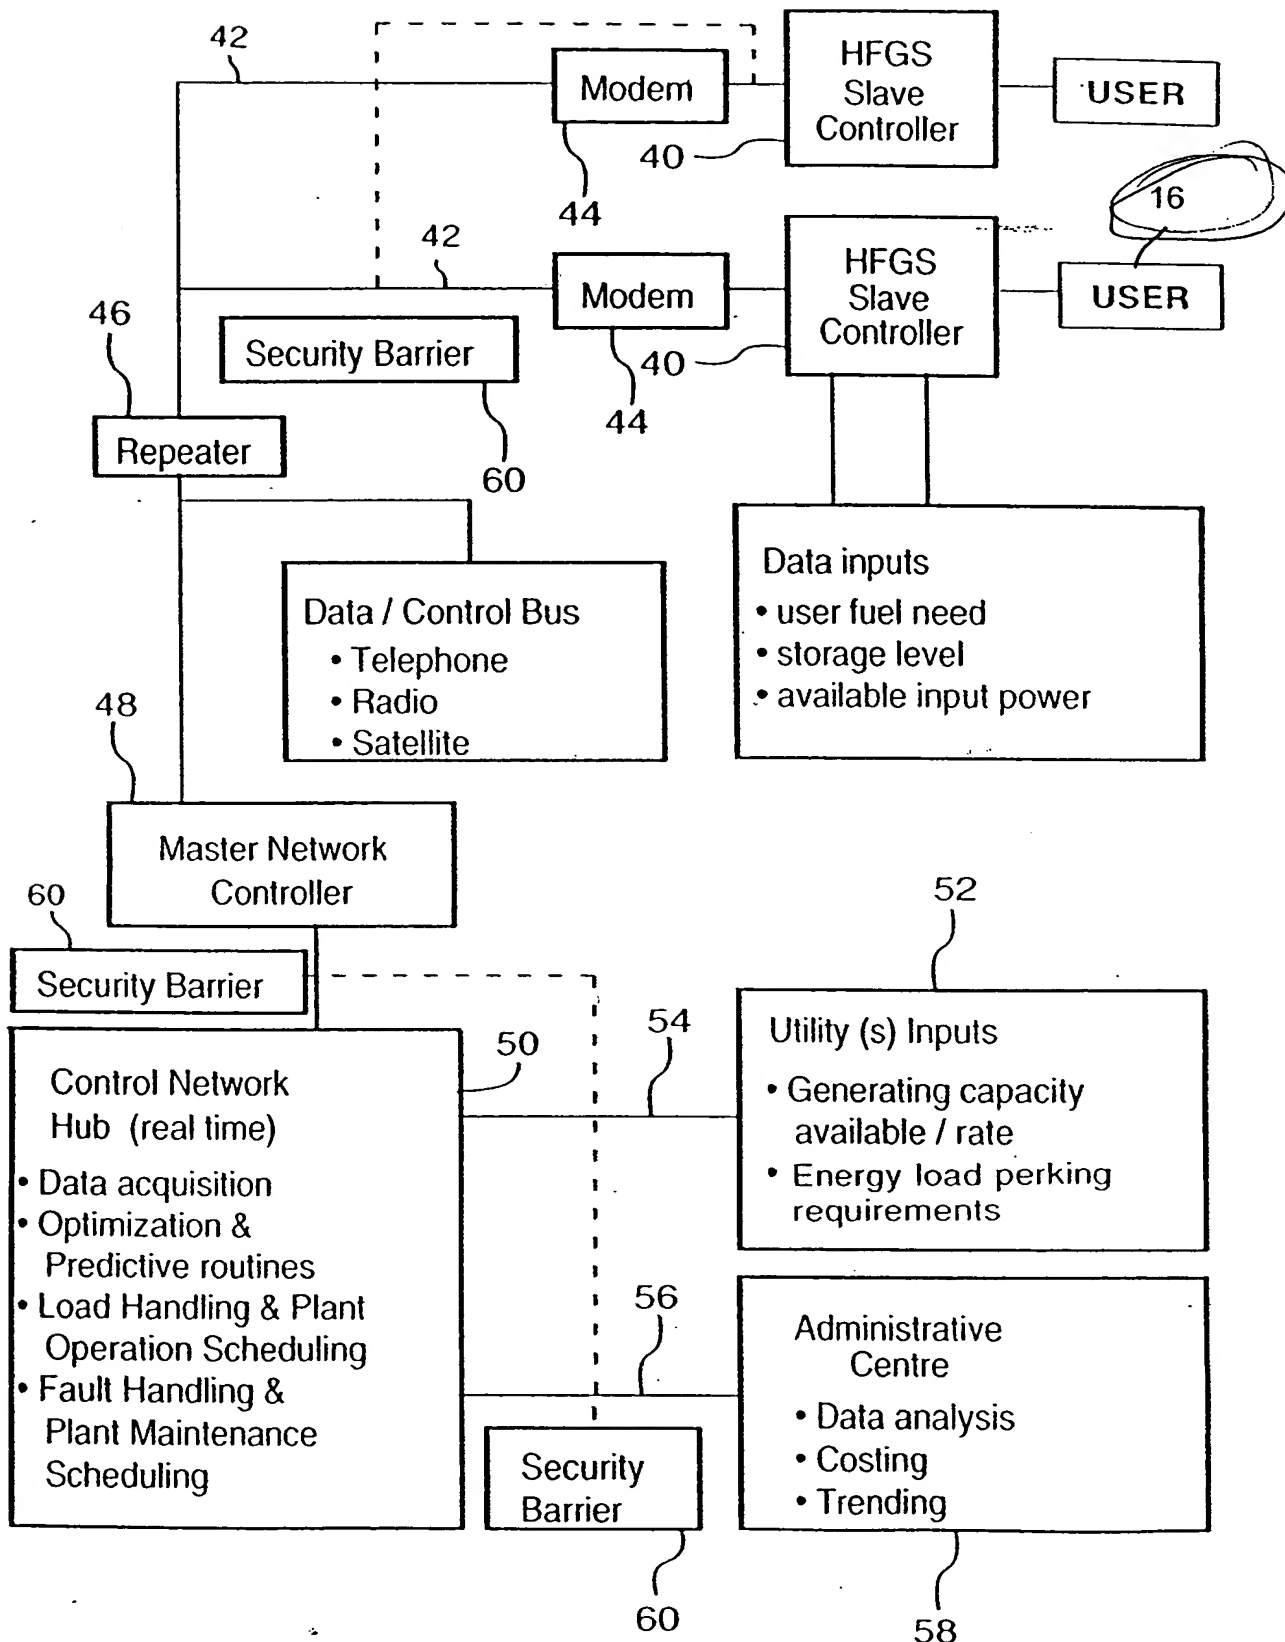 42
Modem
HFGS
Slave
Controller
USER
40
44
16
42
Modem
HFGS
Slave
Controller
USER
46
Security Barrier
40
44
60
Repeater
Data / Control Bus
• Telephone
• Radio
• Satellite
Data inputs
• user fuel need
• storage level
• available input power
48
Master Network
Controller
60
Security Barrier
52
Control Network
Hub (real time)
• Data acquisition
• Optimization &
Predictive routines
• Load Handling & Plant
Operation Scheduling
• Fault Handling &
Plant Maintenance
Scheduling
50
54
Utility (s) Inputs
• Generating capacity
available / rate
• Energy load perking
requirements
56
Administrative
Centre
• Data analysis
• Costing
• Trending
Security
Barrier
60
58